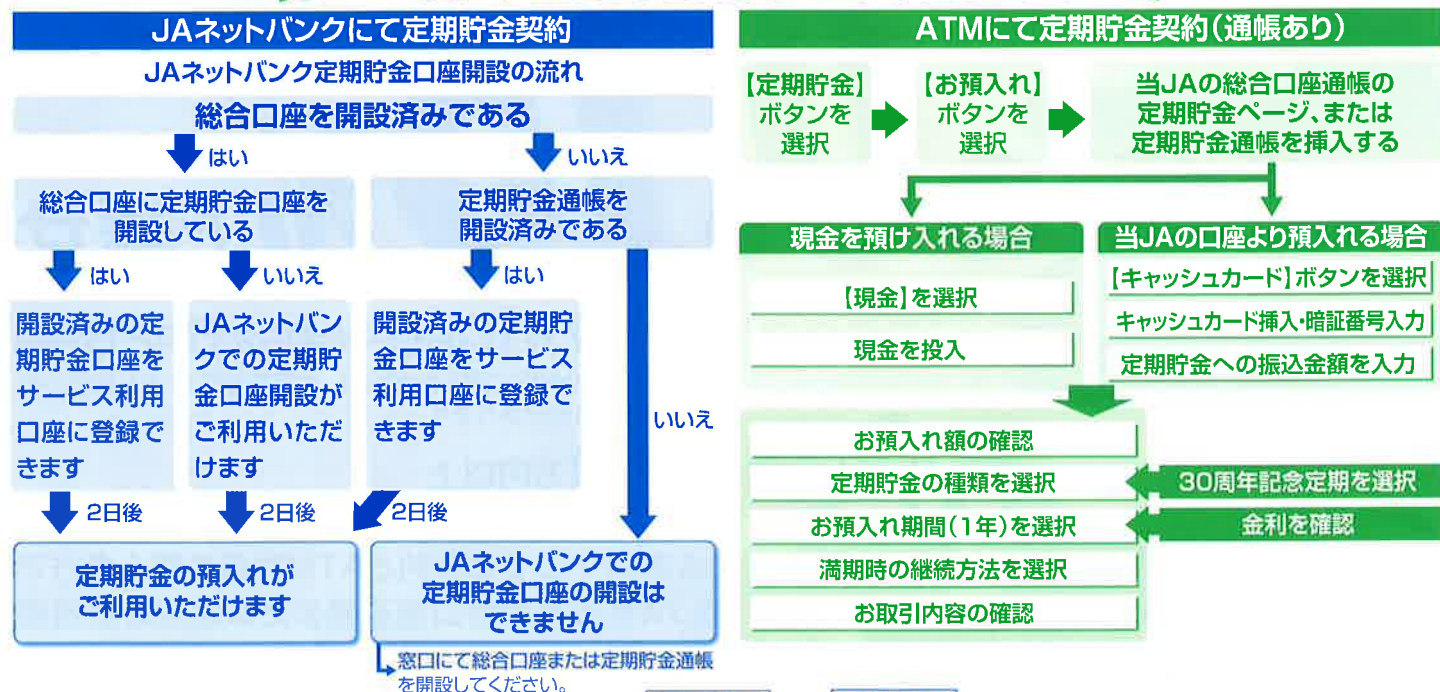 JAネットバンクにて定期貯金契約
JAネットバンク定期貯金口座開設の流れ
総合口座を開設済みである
はい
いいえ
総合口座に定期貯金口座を
開設している
定期貯金通帳を
開設済みである
はい
いいえ
はい
いいえ
開設済みの定
期貯金口座を
サービス利用
口座に登録で
きます
JAネットバン
クでの定期貯
金口座開設が
ご利用いただ
けます
開設済みの定期貯
金口座をサービス
利用口座に登録で
きます
2日後
2日後
2日後
定期貯金の預入れが
ご利用いただけます
JAネットバンクでの
定期貯金口座の開設は
できません
窓口にて総合口座または定期貯金通帳
を開設してください。
ATMにて定期貯金契約(通帳あり)
【定期貯金】
ボタンを
選択
【お預入れ】
ボタンを
選択
当JAの総合口座通帳の
定期貯金ページ、または
定期貯金通帳を挿入する
現金を預け入れる場合
【現金】を選択
現金を投入
当JAの口座より預入れる場合
【キャッシュカード】ボタンを選択
キャッシュカード挿入・暗証番号入力
定期貯金への振込金額を入力
お預入れ額の確認
定期貯金の種類を選択
30周年記念定期を選択
お預入れ期間(1年)を選択
金利を確認
満期時の継続方法を選択
お取引内容の確認